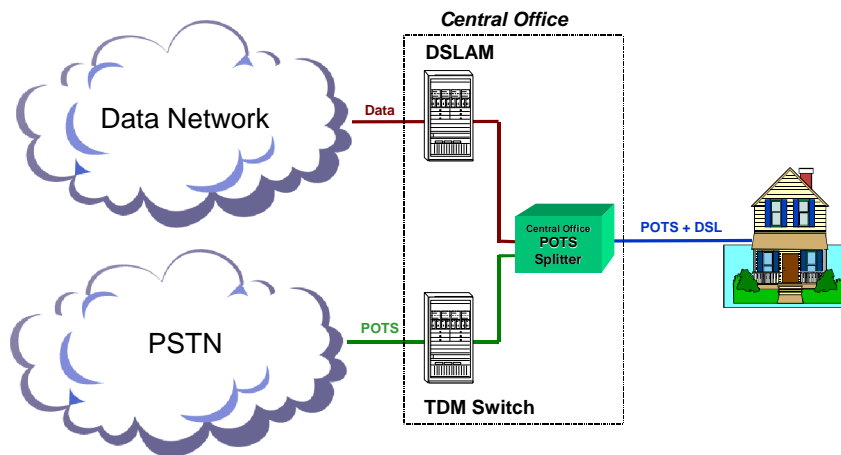 Central Office
DSLAM
Data Network
Data
Central Office
POTS
Splitter
POTS + DSL
POTS
PSTN
TDM Switch